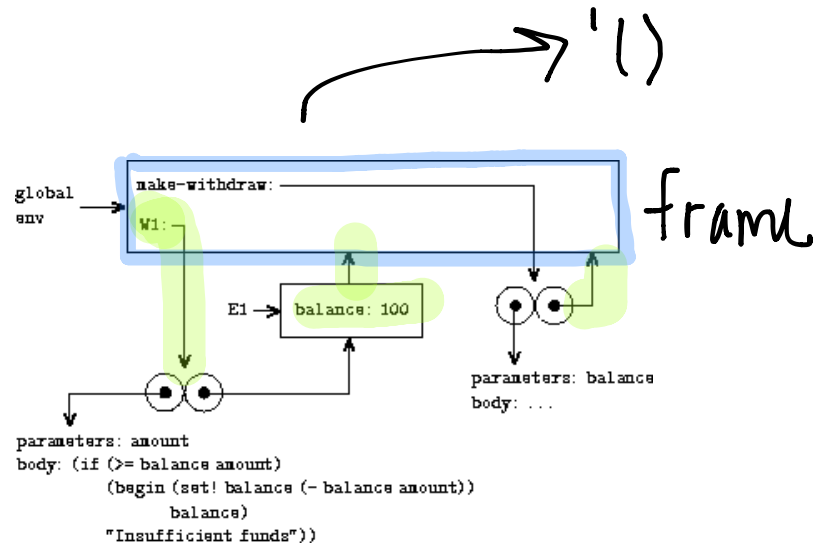 '()
make-withdraw:
global
env
W1:
frame
E1
balance: 100
parameters: balance
body: ...
parameters: amount
body: (if (>= balance amount)
(begin (set! balance (- balance amount))
balance)
"Insufficient funds"))